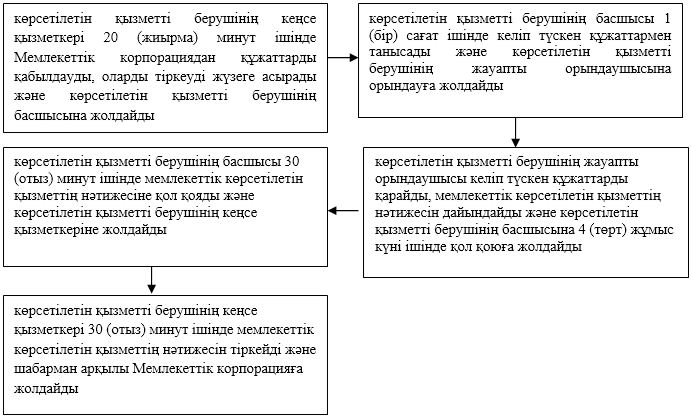 көрсетілетін қызметті берушінің кеңсе
қызметкері 20 (жиырма) минут ішінде
Мемлекеттік корпорациядан құжаттарды
қабылдауды, оларды тіркеуді жүзеге асырады
және көрсетілетін қызметті берушінің
басшысына жолдайды
көрсетілетін қызметті берушінің басшысы 1
(бір) сағат ішінде келіп түскен құжаттармен
танысады және көрсетілетін қызметті
берушінің жауапты орындаушысына
орындауға жолдайды
көрсетілетін қызметті берушінің жауапты
орындаушысы келіп түскен құжаттарды
қарайды, мемлекеттік көрсетілетін қызметтің
нәтижесін дайындайды және көрсетілетін
қызметті берушінің басшысына 4 (төрт) жұмыс
күні ішінде қол қоюға жолдайды
көрсетілетін қызметті берушінің басшысы 30
(отыз) минут ішінде мемлекеттік көрсетілетін
қызметтің нәтижесіне қол қояды және
көрсетілетін қызметті берушінің кеңсе
қызметкеріне жолдайды
көрсетілетін қызметті берушінің кеңсе
қызметкері 30 (отыз) минут ішінде мемлекеттік
көрсетілетін қызметтің нәтижесін тіркейді және
шабарман арқылы Мемлекеттік корпорацияға
жолдайды